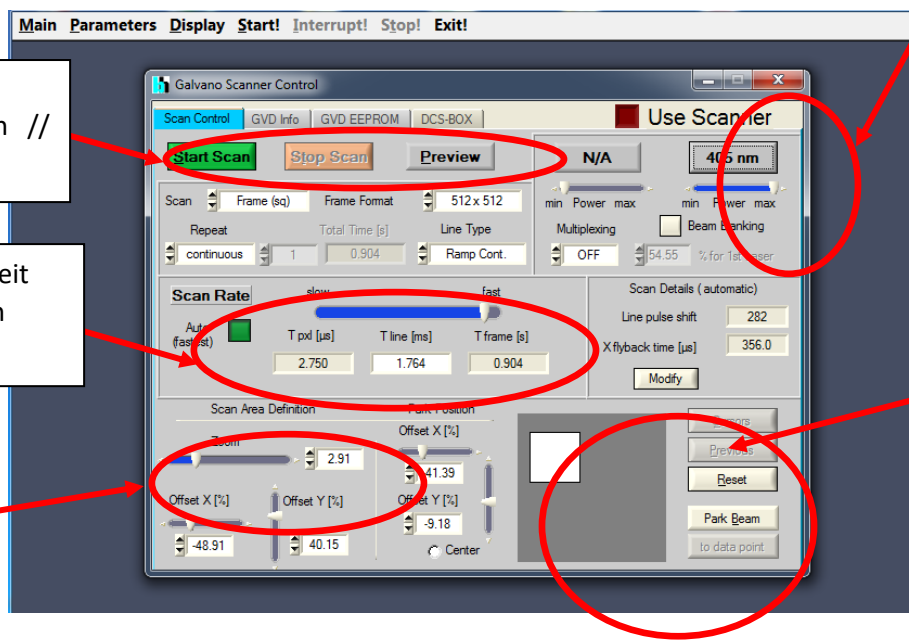 Main Parameters Display Start! Interrupt! Stop! Exit!
Galvano Scanner Control
Scan Control GVD Info GVD EEPROM DCS-BOX
Use Scanner
//
Start Scan Stop Scan Preview
N/A 405 nm
min Power max min Power max
Scan Frame (sq) Frame Format 512 x 512
Repeat Total Time [s] Line Type
continuous 1 0.904 Ramp Cont.
Multiplexing Beam Blanking
OFF 54.55 % for 1st Laser
eit
Scan Rate slow fast
Auto (fastest)
T pxl [µs] T line [ms] T frame [s]
2.750 1.764 0.904
Scan Details ( automatic)
Line pulse shift 282
X flyback time [µs] 356.0
Modify
Scan Area Definition
Zoom 2.91
Offset X [%] Offset Y [%]
-48.91 40.15
Park Position
Offset X [%]
-41.39
Offset Y [%]
-9.18
Center
Previous
Reset
Park Beam
to data point